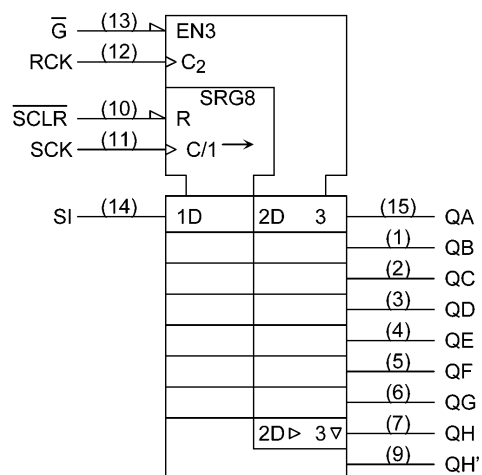 G (13) EN3
RCK (12) C2
SRG8
SCLR (10) R
SCK (11) C/1
SI (14) 1D 2D 3 (15) QA
(1) QB
(2) QC
(3) QD
(4) QE
(5) QF
(6) QG
2D 3 (7) QH
(9) QH'